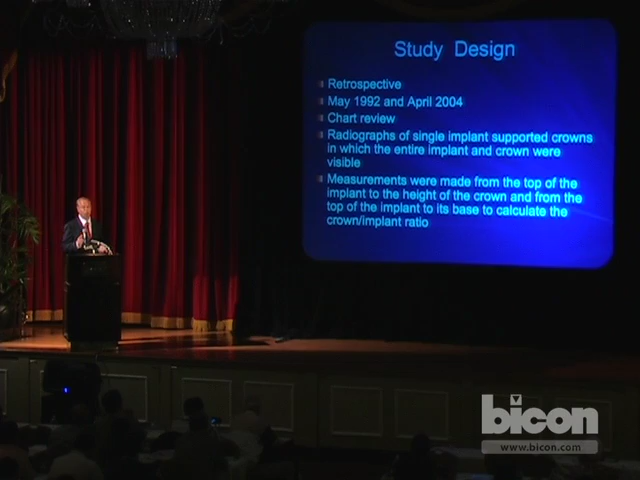 Study Design
Retrospective
May 1992 and April 2004
Chart review
Radiographs of single implant supported crowns
in which the entire implant and crown were
visible
Measurements were made from the top of the
implant to the height of the crown and from the
top of the implant to its base to calculate the
crown/implant ratio
bicon
www.bicon.com